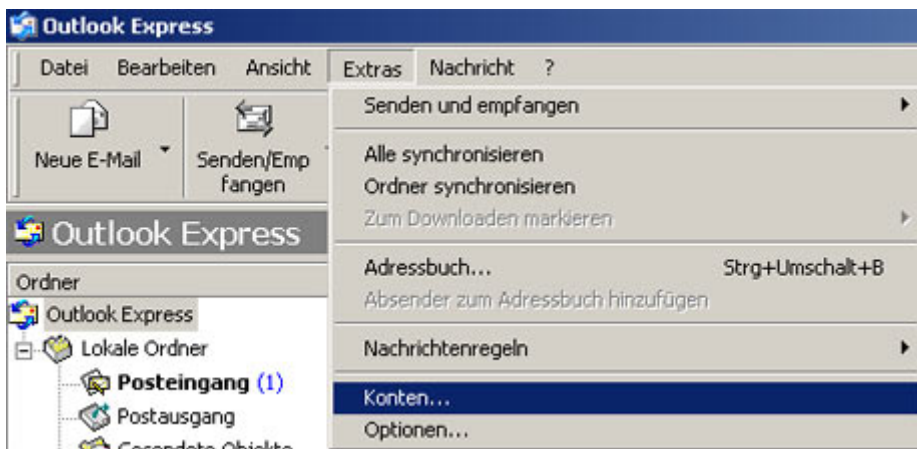 Outlook Express
Datei Bearbeiten Ansicht Extras Nachricht ?
Neue E-Mail
Senden/Emp
fangen
Senden und empfangen
Alle synchronisieren
Ordner synchronisieren
Zum Downloaden markieren
Adressbuch... Strg+Umschalt+B
Absender zum Adressbuch hinzufügen
Nachrichtenregeln
Konten...
Optionen...
Outlook Express
Ordner
Outlook Express
Lokale Ordner
Posteingang (1)
Postausgang
Gesendete Objekte